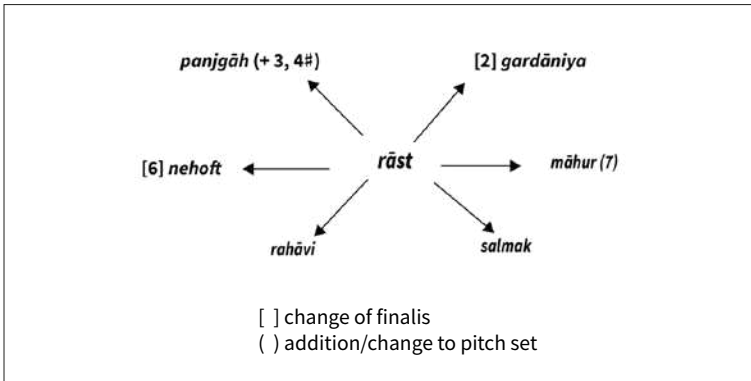 panjgāh (+ 3, 4#)
[2] gardāniya
[6] nehoft
rāst
māhur (7)
rahāvi
salmak
[ ] change of finalis
( ) addition/change to pitch set